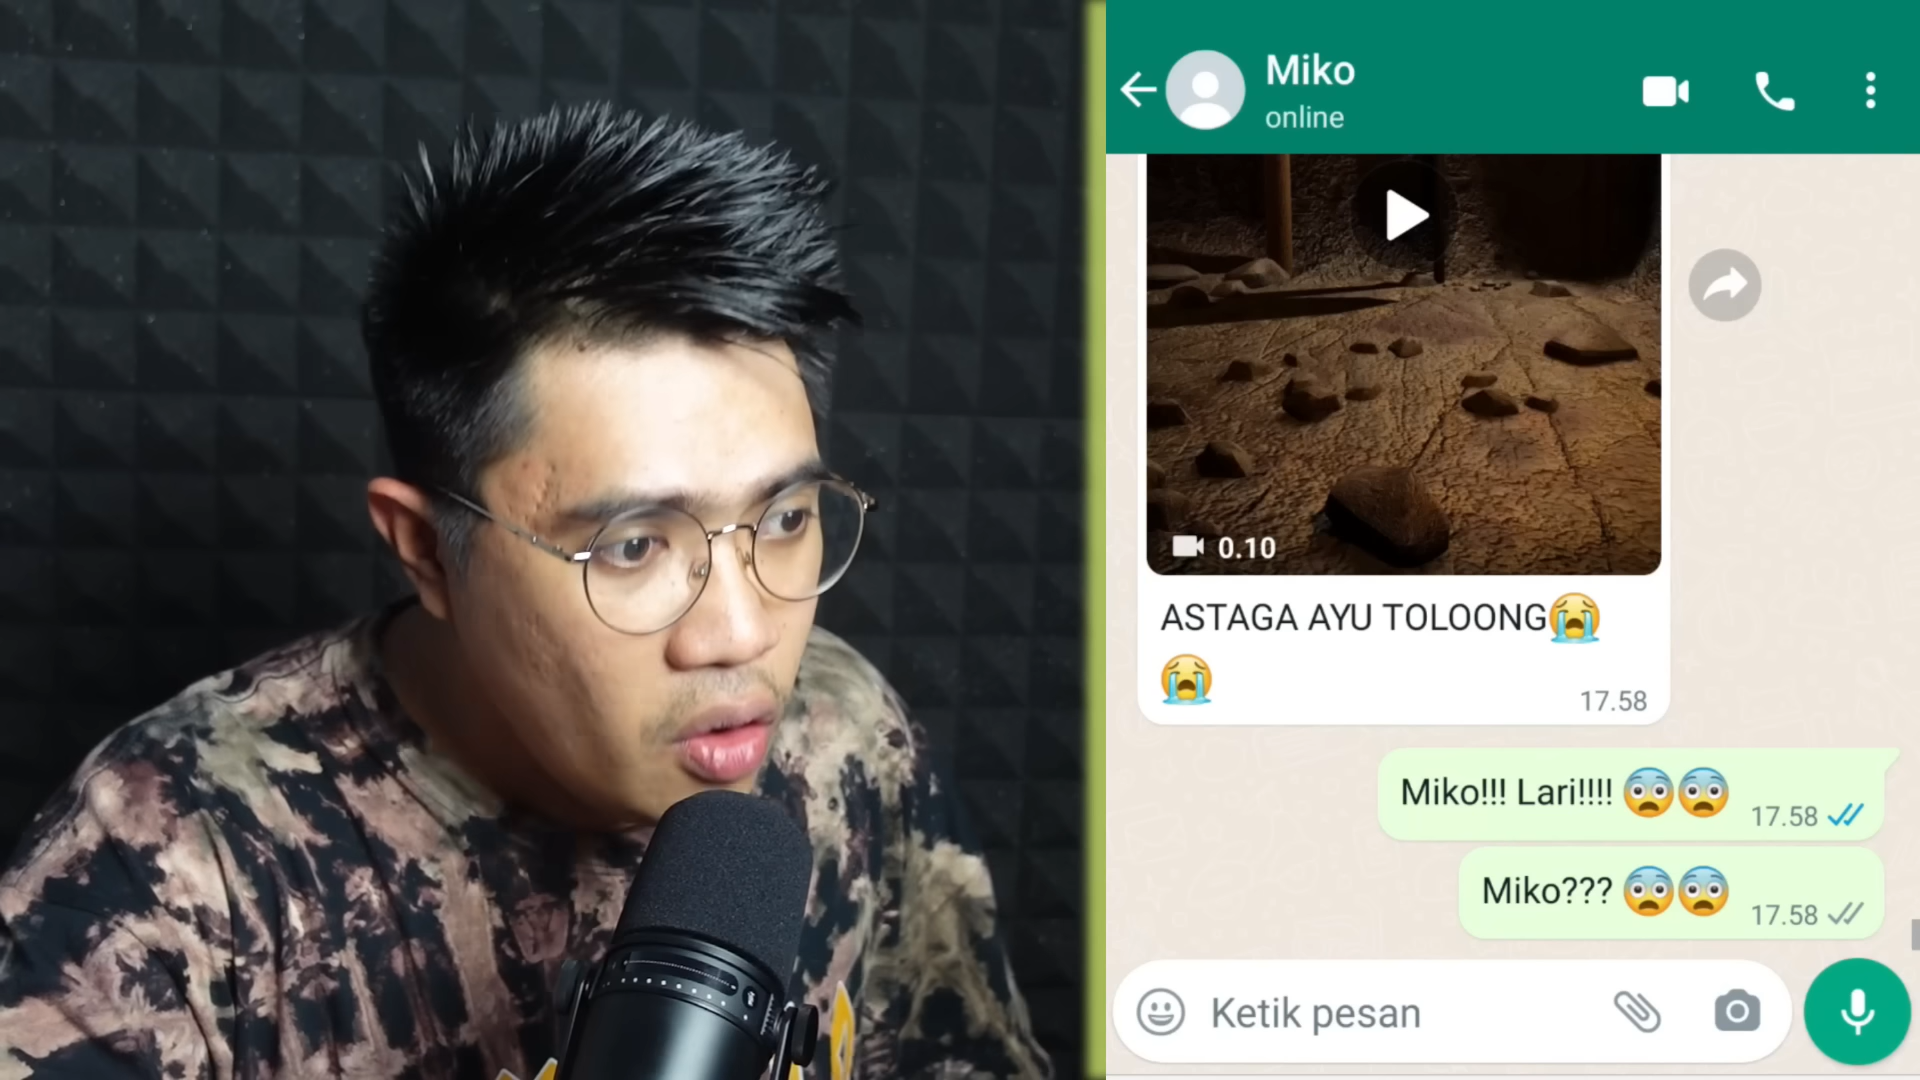 Miko
online
0.10
ASTAGA AYU TOLOONG😭
😭
17.58
Miko!!! Lari!!!! 😨😨
17.58
Miko??? 😨😨
17.58
Ketik pesan